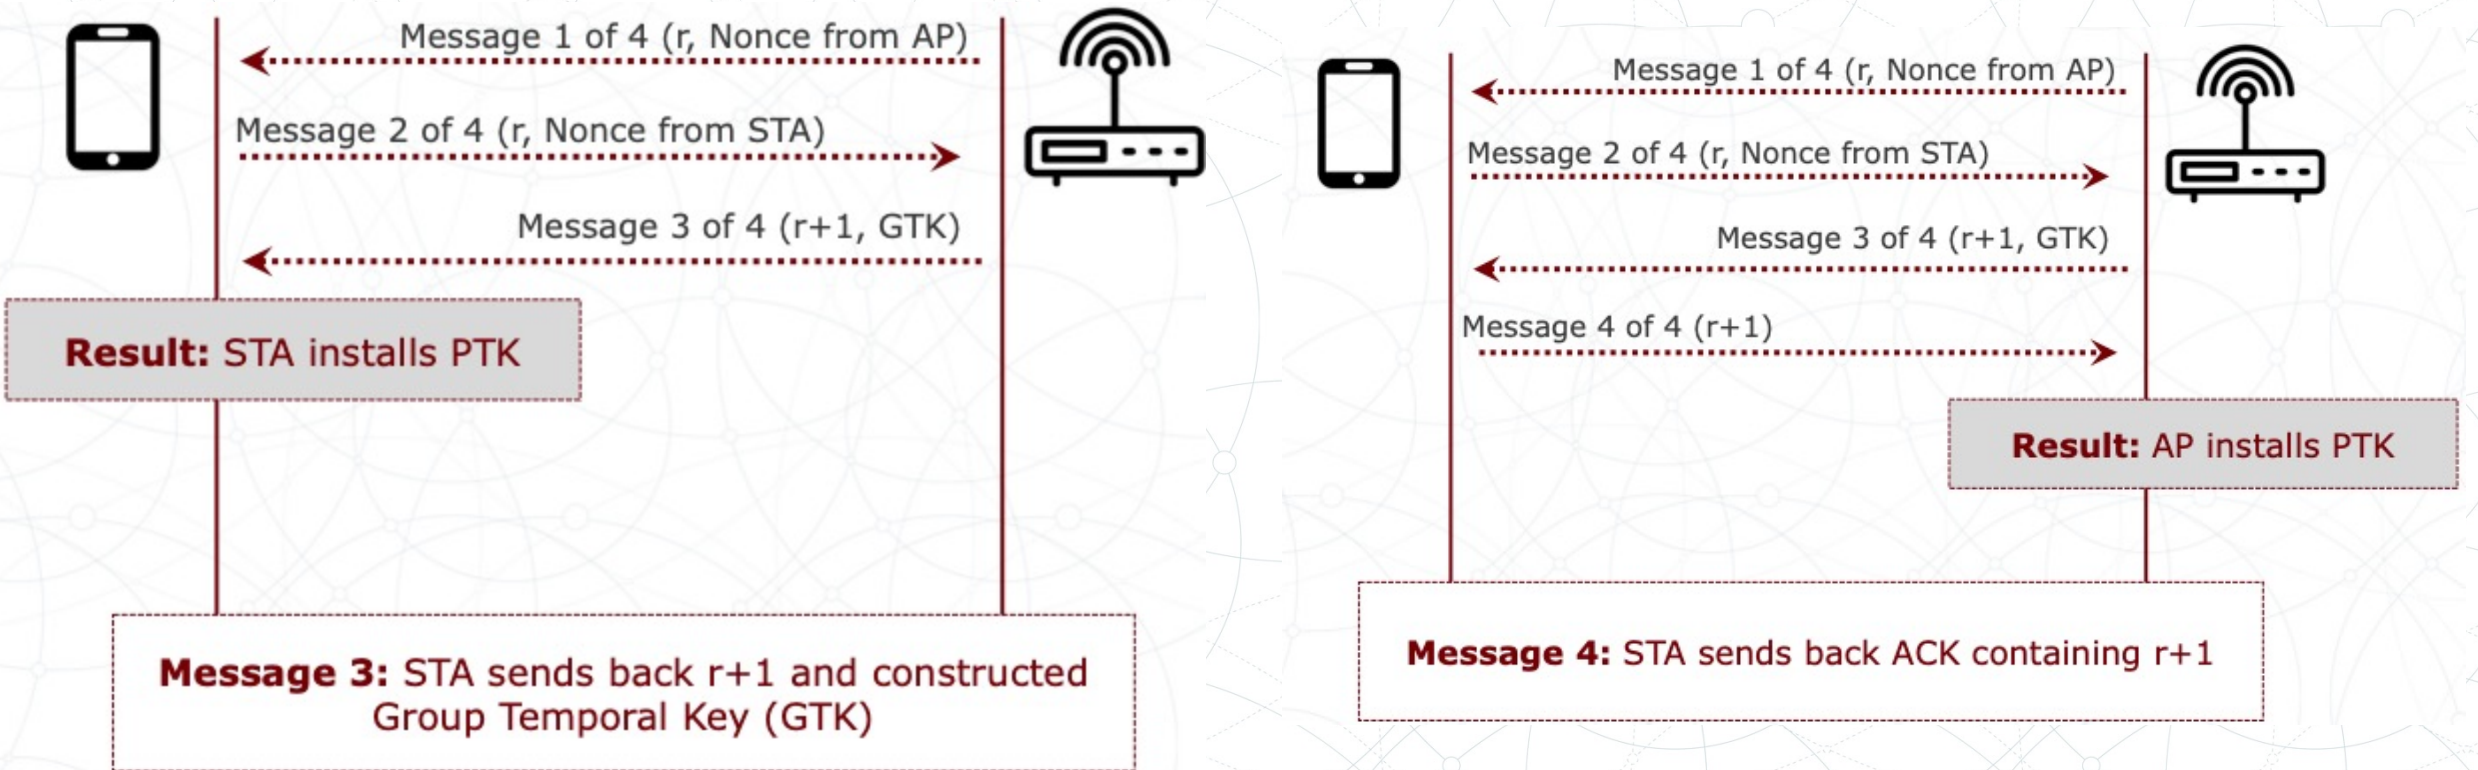 Message 1 of 4 (r, Nonce from AP)
Message 2 of 4 (r, Nonce from STA)
Message 3 of 4 (r+1, GTK)
Result: STA installs PTK
Message 3: STA sends back r+1 and constructed
Group Temporal Key (GTK)
Message 1 of 4 (r, Nonce from AP)
Message 2 of 4 (r, Nonce from STA)
Message 3 of 4 (r+1, GTK)
Message 4 of 4 (r+1)
Result: AP installs PTK
Message 4: STA sends back ACK containing r+1